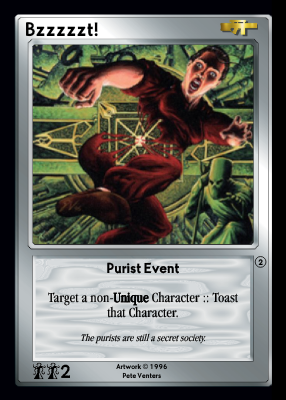 Bzzzzzt!
2
Purist Event
Target a non-Unique Character :: Toast
that Character.
The purists are still a secret society.
2
Artwork © 1996
Pete Venters